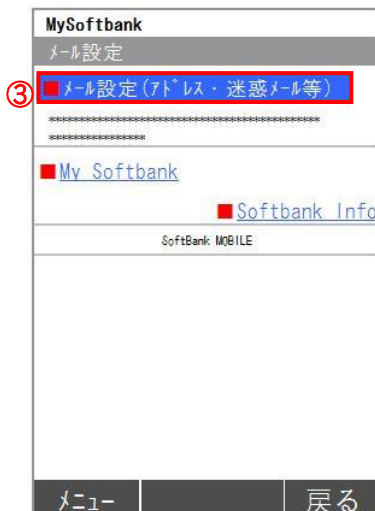 MySoftbank
ﾒｰﾙ設定
③
■ﾒｰﾙ設定(ｱﾄﾞﾚｽ・迷惑ﾒｰﾙ等)
■My Softbank
■Softbank Info
SoftBank MOBILE
ﾒﾆｭｰ
戻る